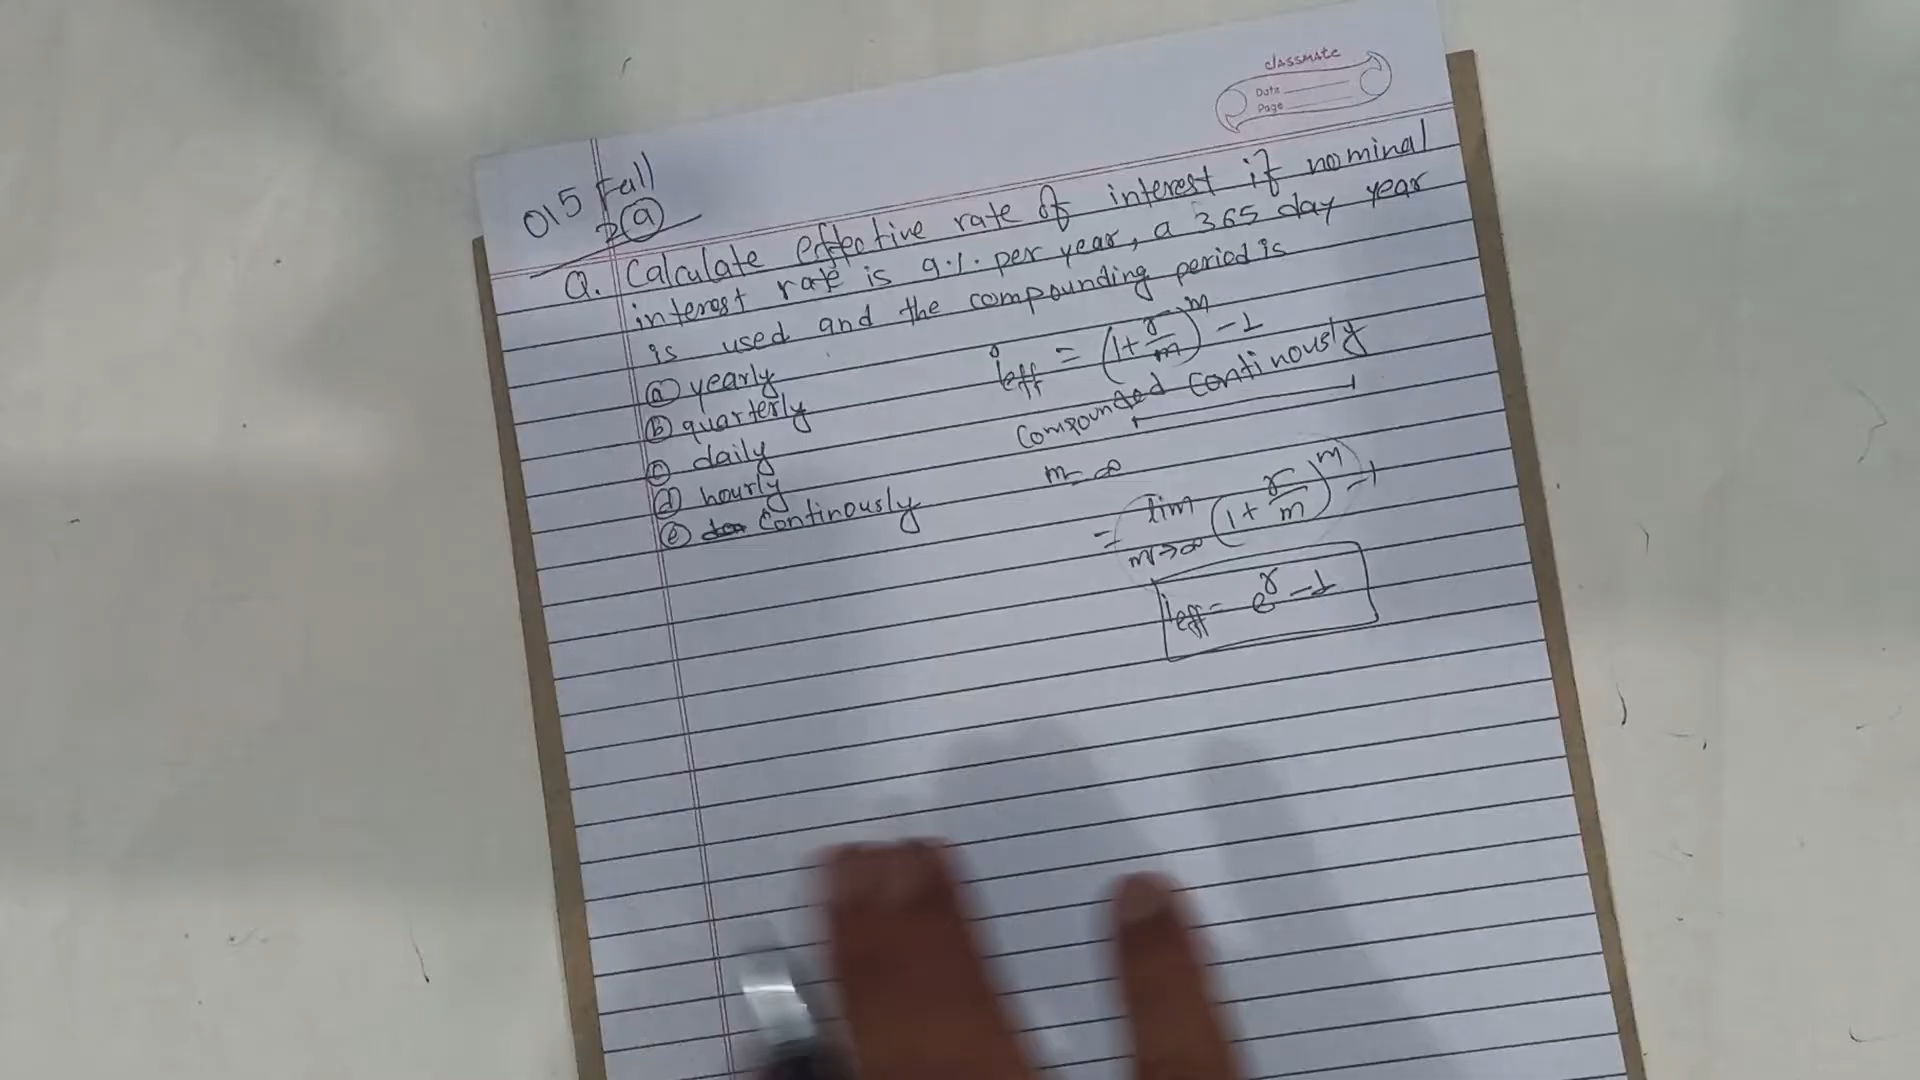 classmate
Date
Page
015 Fall
2 (a)
Q. Calculate effective rate of interest if nominal
interest rate is 9.1. per year, a 365 day year
is used and the compounding period is
(a) yearly
(b) quarterly
(c) daily
(d) hourly
(e) continously
ieff = (1+r/m)^m -1
Compounded continously
m=∞
= lim m->∞ (1+r/m)^m -1
ieff= e^r -1